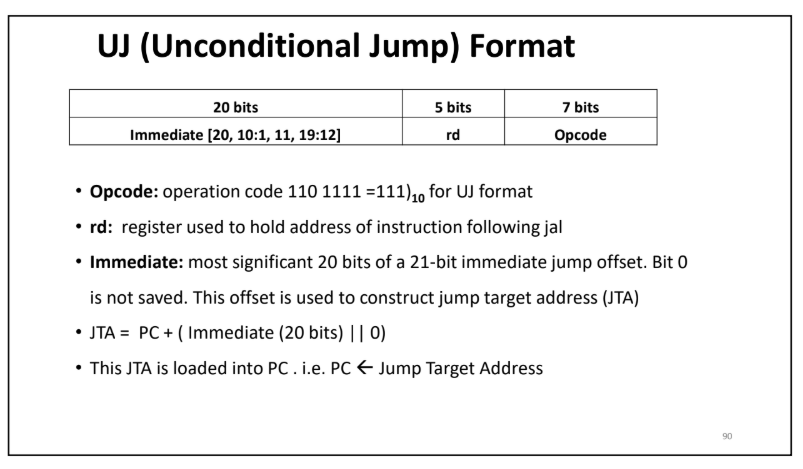 UJ (Unconditional Jump) Format
20 bits 5 bits 7 bits
Immediate [20, 10:1, 11, 19:12] rd Opcode
• Opcode: operation code 110 1111 =111)10 for UJ format
• rd: register used to hold address of instruction following jal
• Immediate: most significant 20 bits of a 21-bit immediate jump offset. Bit 0
is not saved. This offset is used to construct jump target address (JTA)
• JTA = PC + ( Immediate (20 bits) || 0)
• This JTA is loaded into PC . i.e. PC ← Jump Target Address
90